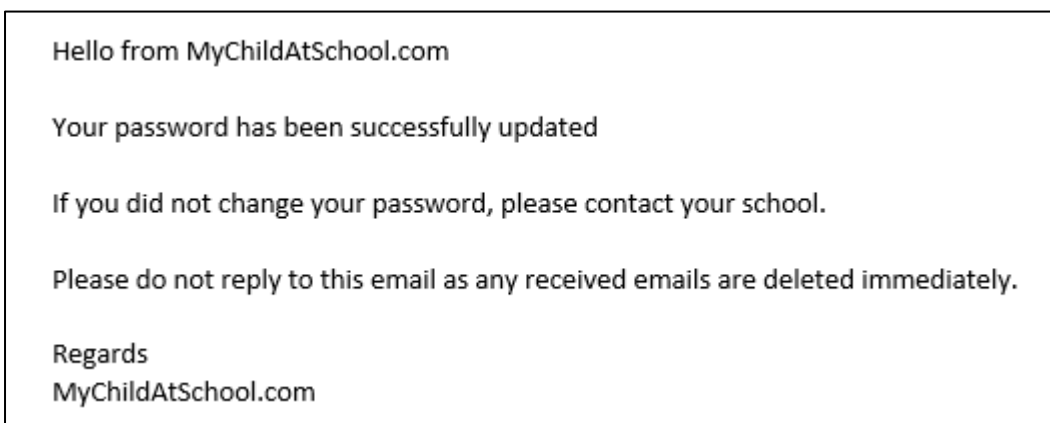 Hello from MyChildAtSchool.com
Your password has been successfully updated
If you did not change your password, please contact your school.
Please do not reply to this email as any received emails are deleted immediately.
Regards
MyChildAtSchool.com